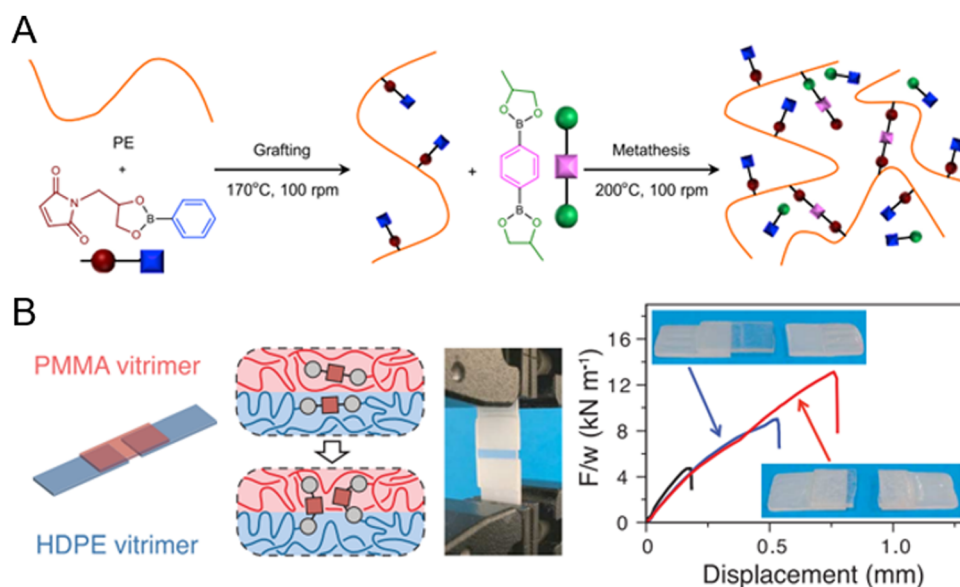 A
PE
+
N
O
O
O
O
B
Grafting
170°C, 100 rpm
+
O
O
B
B
O
O
Metathesis
200°C, 100 rpm
B
PMMA vitrimer
HDPE vitrimer
F/w (kN m⁻¹)
16
12
8
4
0
0
0.5
1.0
Displacement (mm)